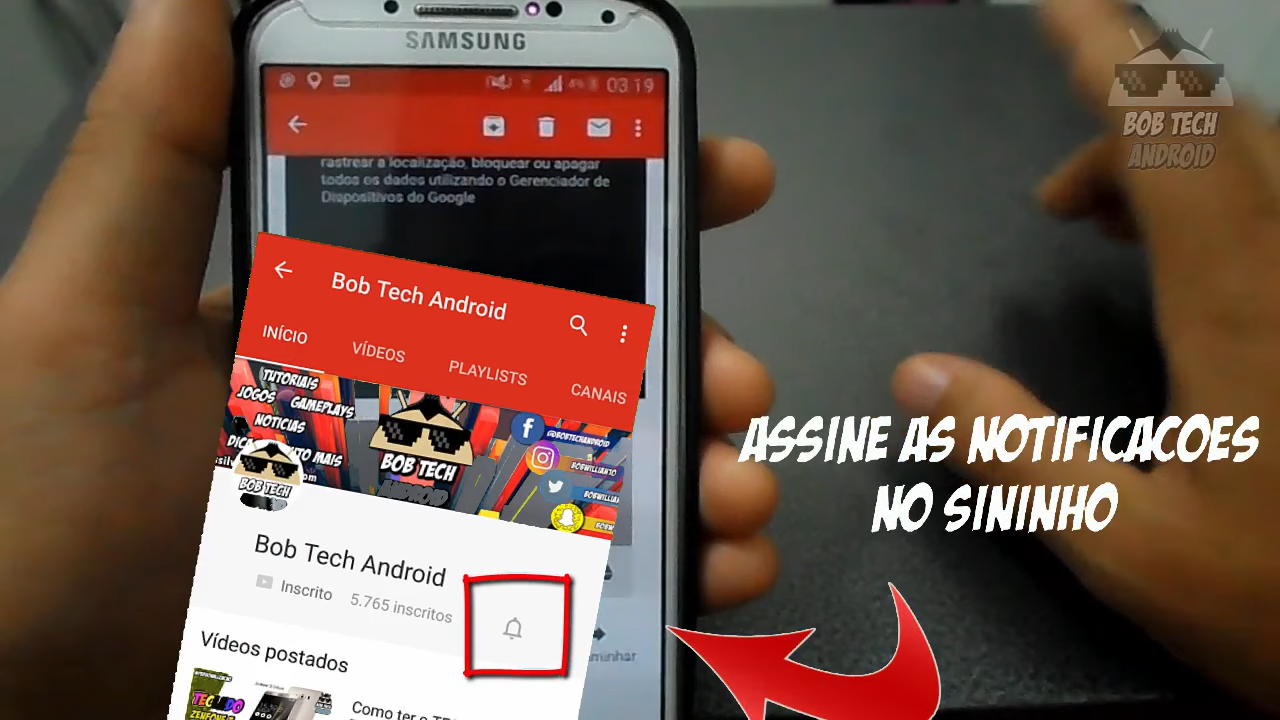 SAMSUNG
03 19
rastrear a localização, bloquear ou apagar
todos os dados utilizando o Gerenciador de
Dispositivos do Google
BOB TECH
ANDROID
Bob Tech Android
INÍCIO VÍDEOS PLAYLISTS CANAIS
TUTORIAIS
JOGOS GAMEPLAYS
NOTICIAS
BOB TECH
ANDROID
@BOBTECHANDROID
BOBWILLIAN10
BOB TECH
Bob Tech Android
Inscrito 5.765 inscritos
Vídeos postados
TECLADO
Como ter o
ASSINE AS NOTIFICACOES
NO SININHO